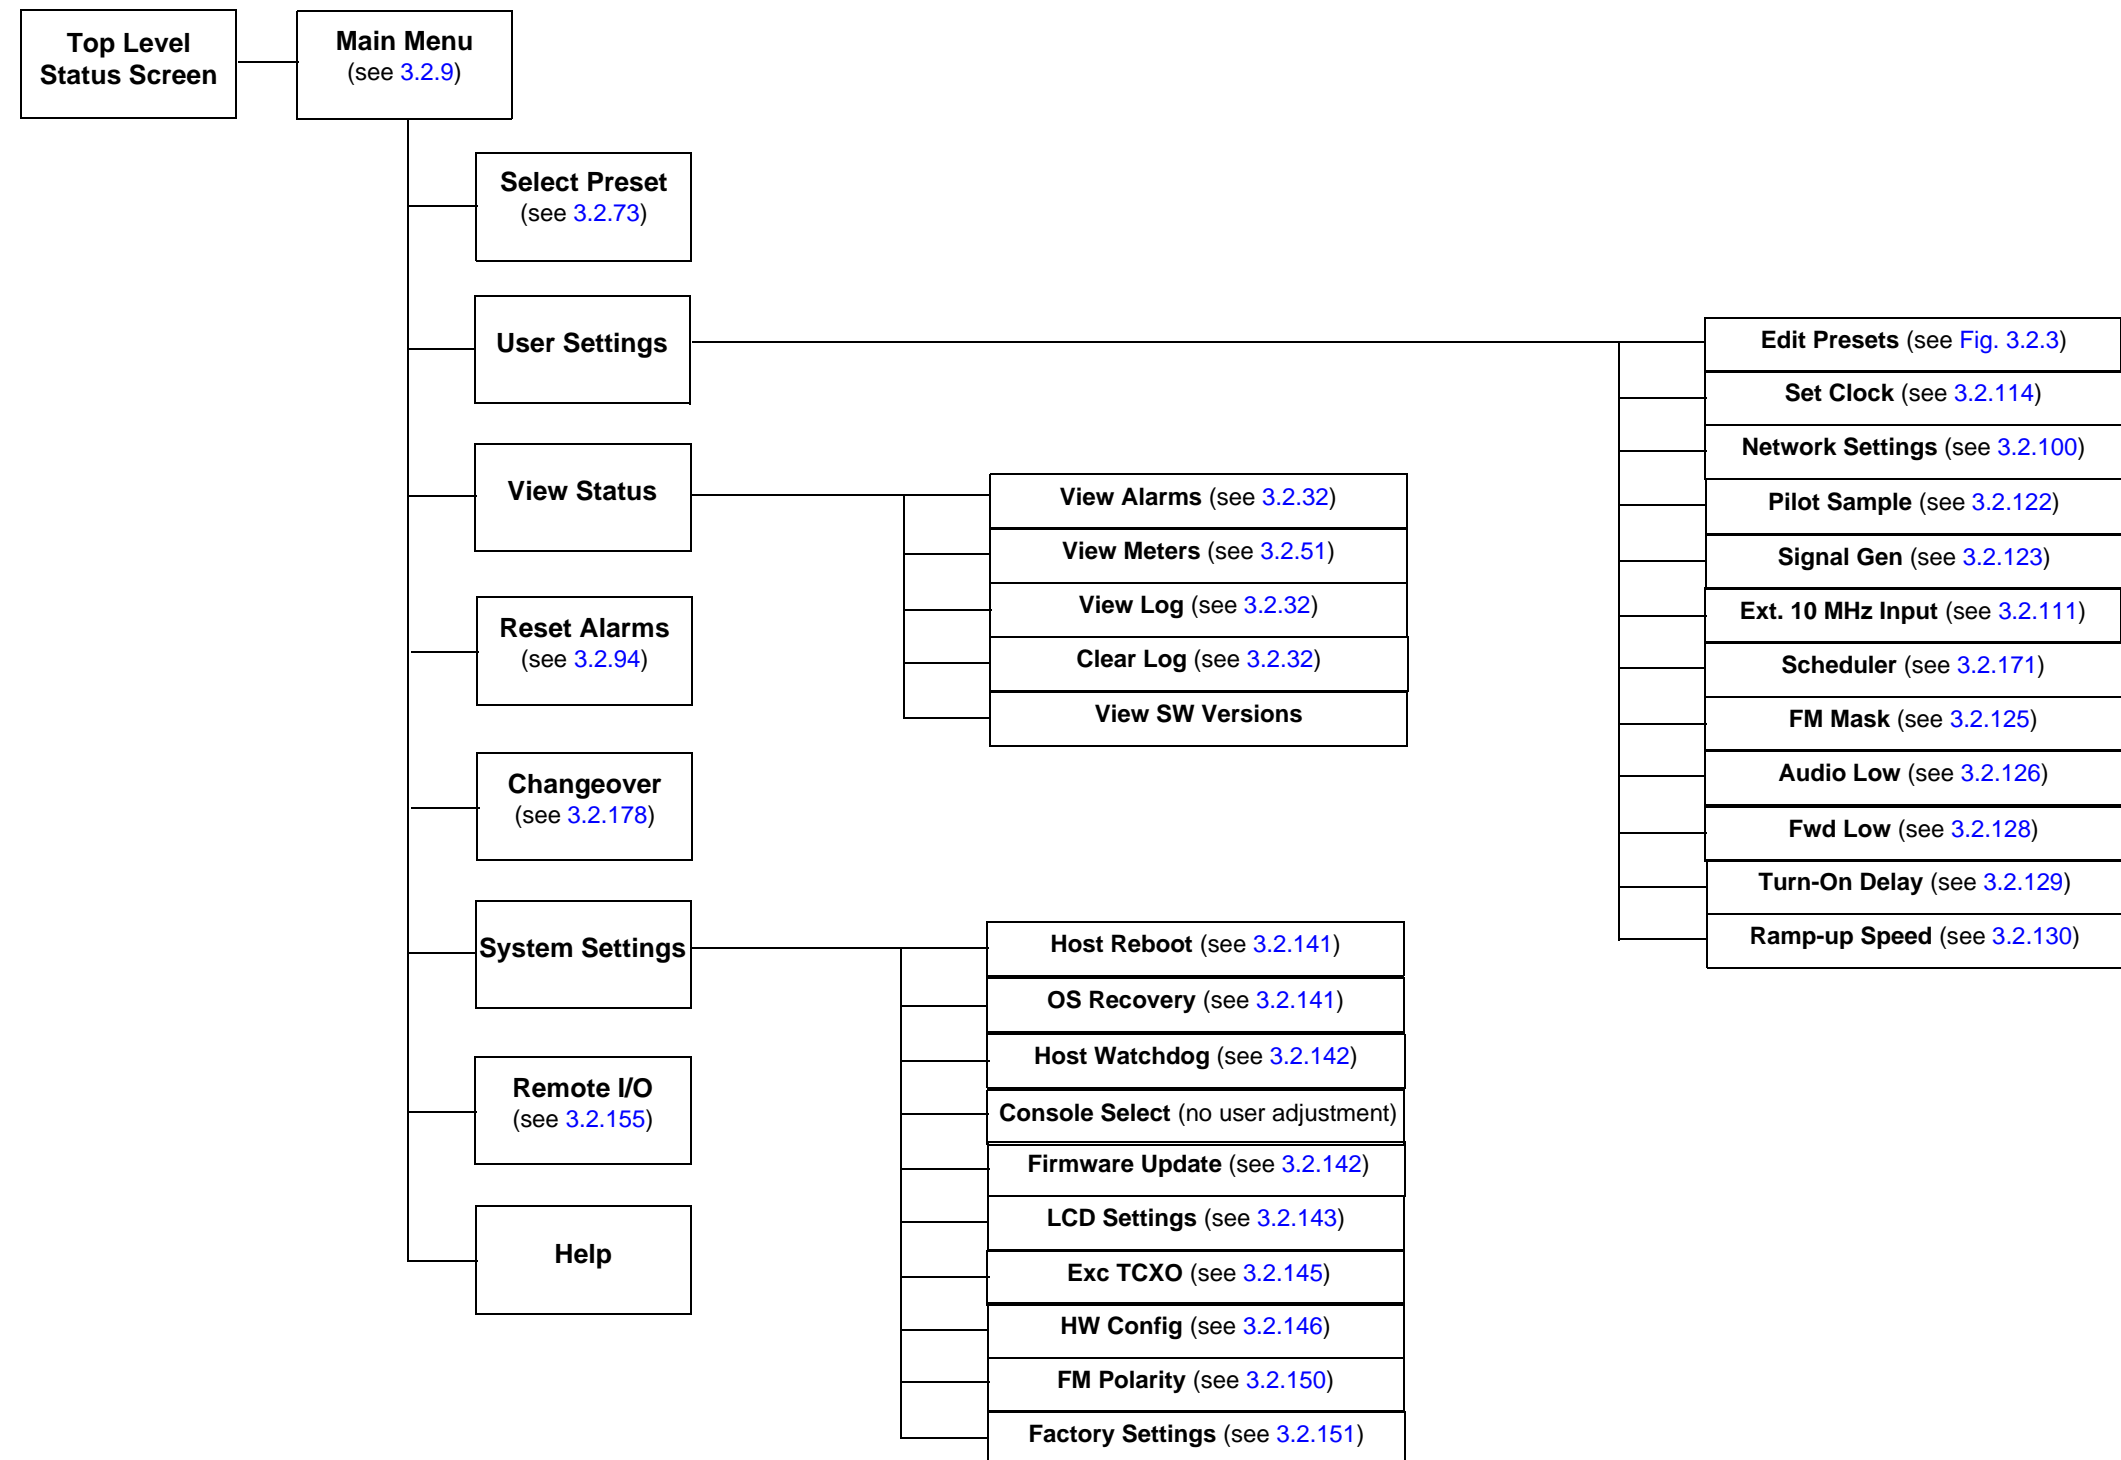 Top Level
Status Screen
Main Menu
(see 3.2.9)
Select Preset
(see 3.2.73)
User Settings
View Status
Reset Alarms
(see 3.2.94)
Changeover
(see 3.2.178)
System Settings
Remote I/O
(see 3.2.155)
Help
View Alarms (see 3.2.32)
View Meters (see 3.2.51)
View Log (see 3.2.32)
Clear Log (see 3.2.32)
View SW Versions
Host Reboot (see 3.2.141)
OS Recovery (see 3.2.141)
Host Watchdog (see 3.2.142)
Console Select (no user adjustment)
Firmware Update (see 3.2.142)
LCD Settings (see 3.2.143)
Exc TCXO (see 3.2.145)
HW Config (see 3.2.146)
FM Polarity (see 3.2.150)
Factory Settings (see 3.2.151)
Edit Presets (see Fig. 3.2.3)
Set Clock (see 3.2.114)
Network Settings (see 3.2.100)
Pilot Sample (see 3.2.122)
Signal Gen (see 3.2.123)
Ext. 10 MHz Input (see 3.2.111)
Scheduler (see 3.2.171)
FM Mask (see 3.2.125)
Audio Low (see 3.2.126)
Fwd Low (see 3.2.128)
Turn-On Delay (see 3.2.129)
Ramp-up Speed (see 3.2.130)